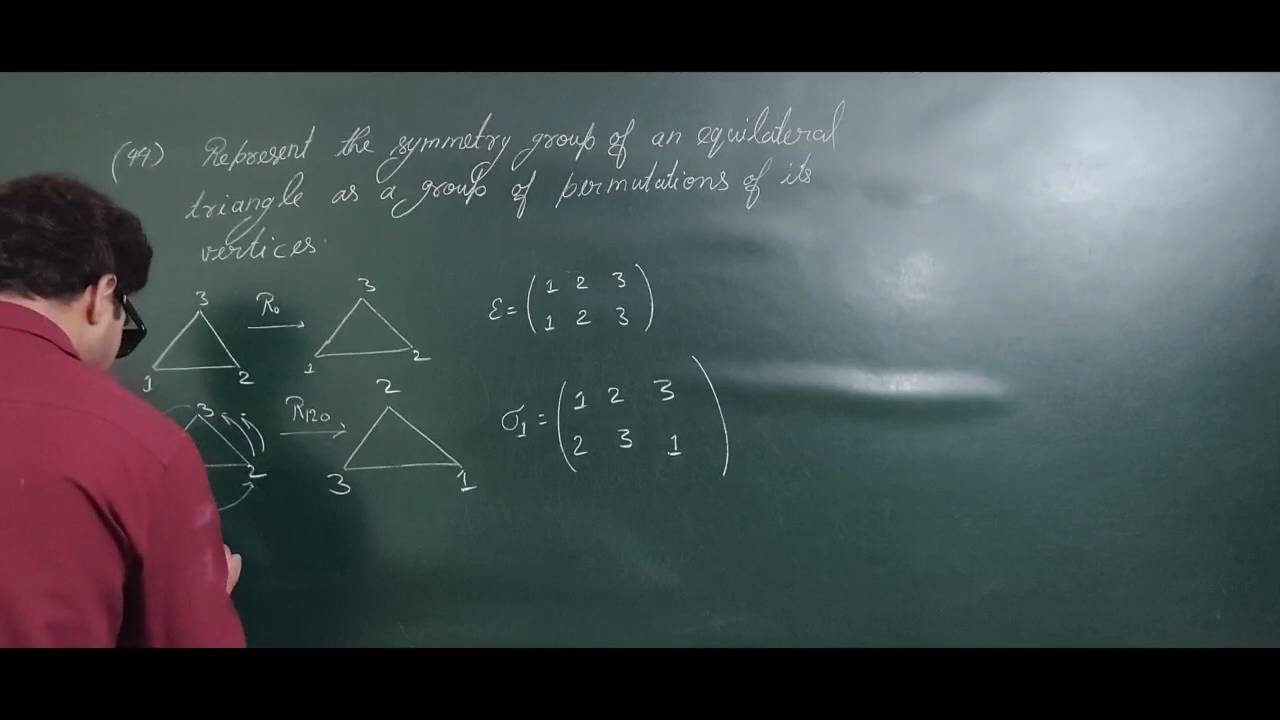 (44) Represent the symmetry group of an equilateral
triangle as a group of permutations of its
vertices.
3 R₀ 3
1 2 1 2
ε = ( 1 2 3
1 2 3 )
3 R₁₂₀ 2
2 3 1
σ₁ = ( 1 2 3
2 3 1 )